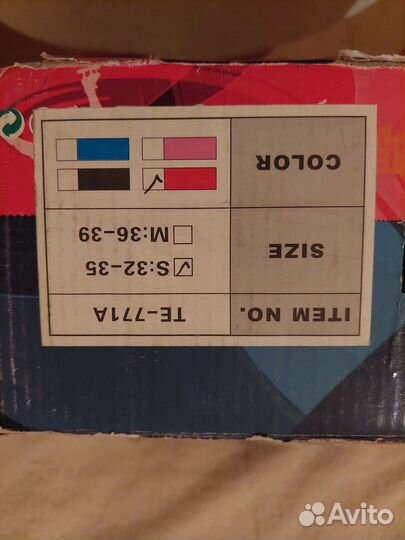 ITEM NO. TE-771A
SIZE S:32-35
M:36-39
COLOR
Avito